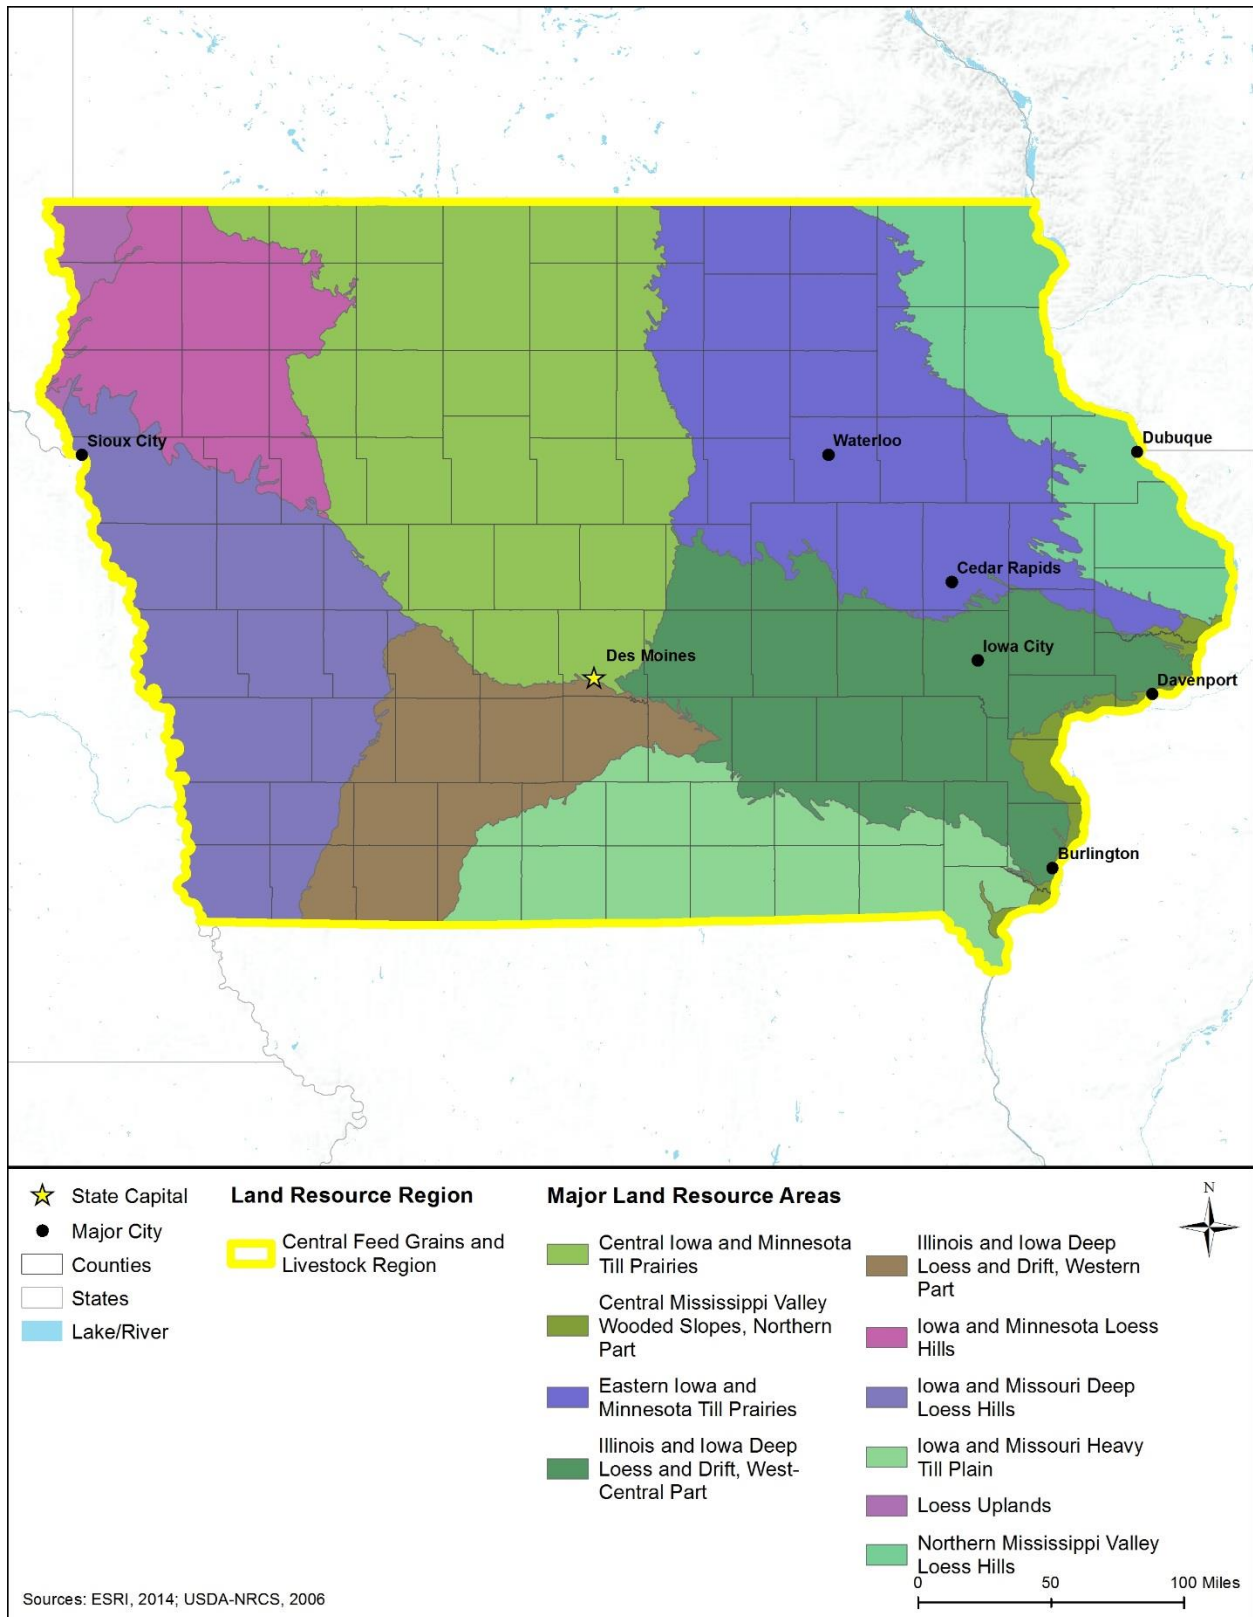 Sioux City
Waterloo
Dubuque
Cedar Rapids
Iowa City
Des Moines
Davenport
Burlington
State Capital
Major City
Counties
States
Lake/River
Land Resource Region
Central Feed Grains and
Livestock Region
Major Land Resource Areas
Central Iowa and Minnesota
Till Prairies
Central Mississippi Valley
Wooded Slopes, Northern
Part
Eastern Iowa and
Minnesota Till Prairies
Illinois and Iowa Deep
Loess and Drift, West-
Central Part
Illinois and Iowa Deep
Loess and Drift, Western
Part
Iowa and Minnesota Loess
Hills
Iowa and Missouri Deep
Loess Hills
Iowa and Missouri Heavy
Till Plain
Loess Uplands
Northern Mississippi Valley
Loess Hills
N
0 50 100 Miles
Sources: ESRI, 2014; USDA-NRCS, 2006